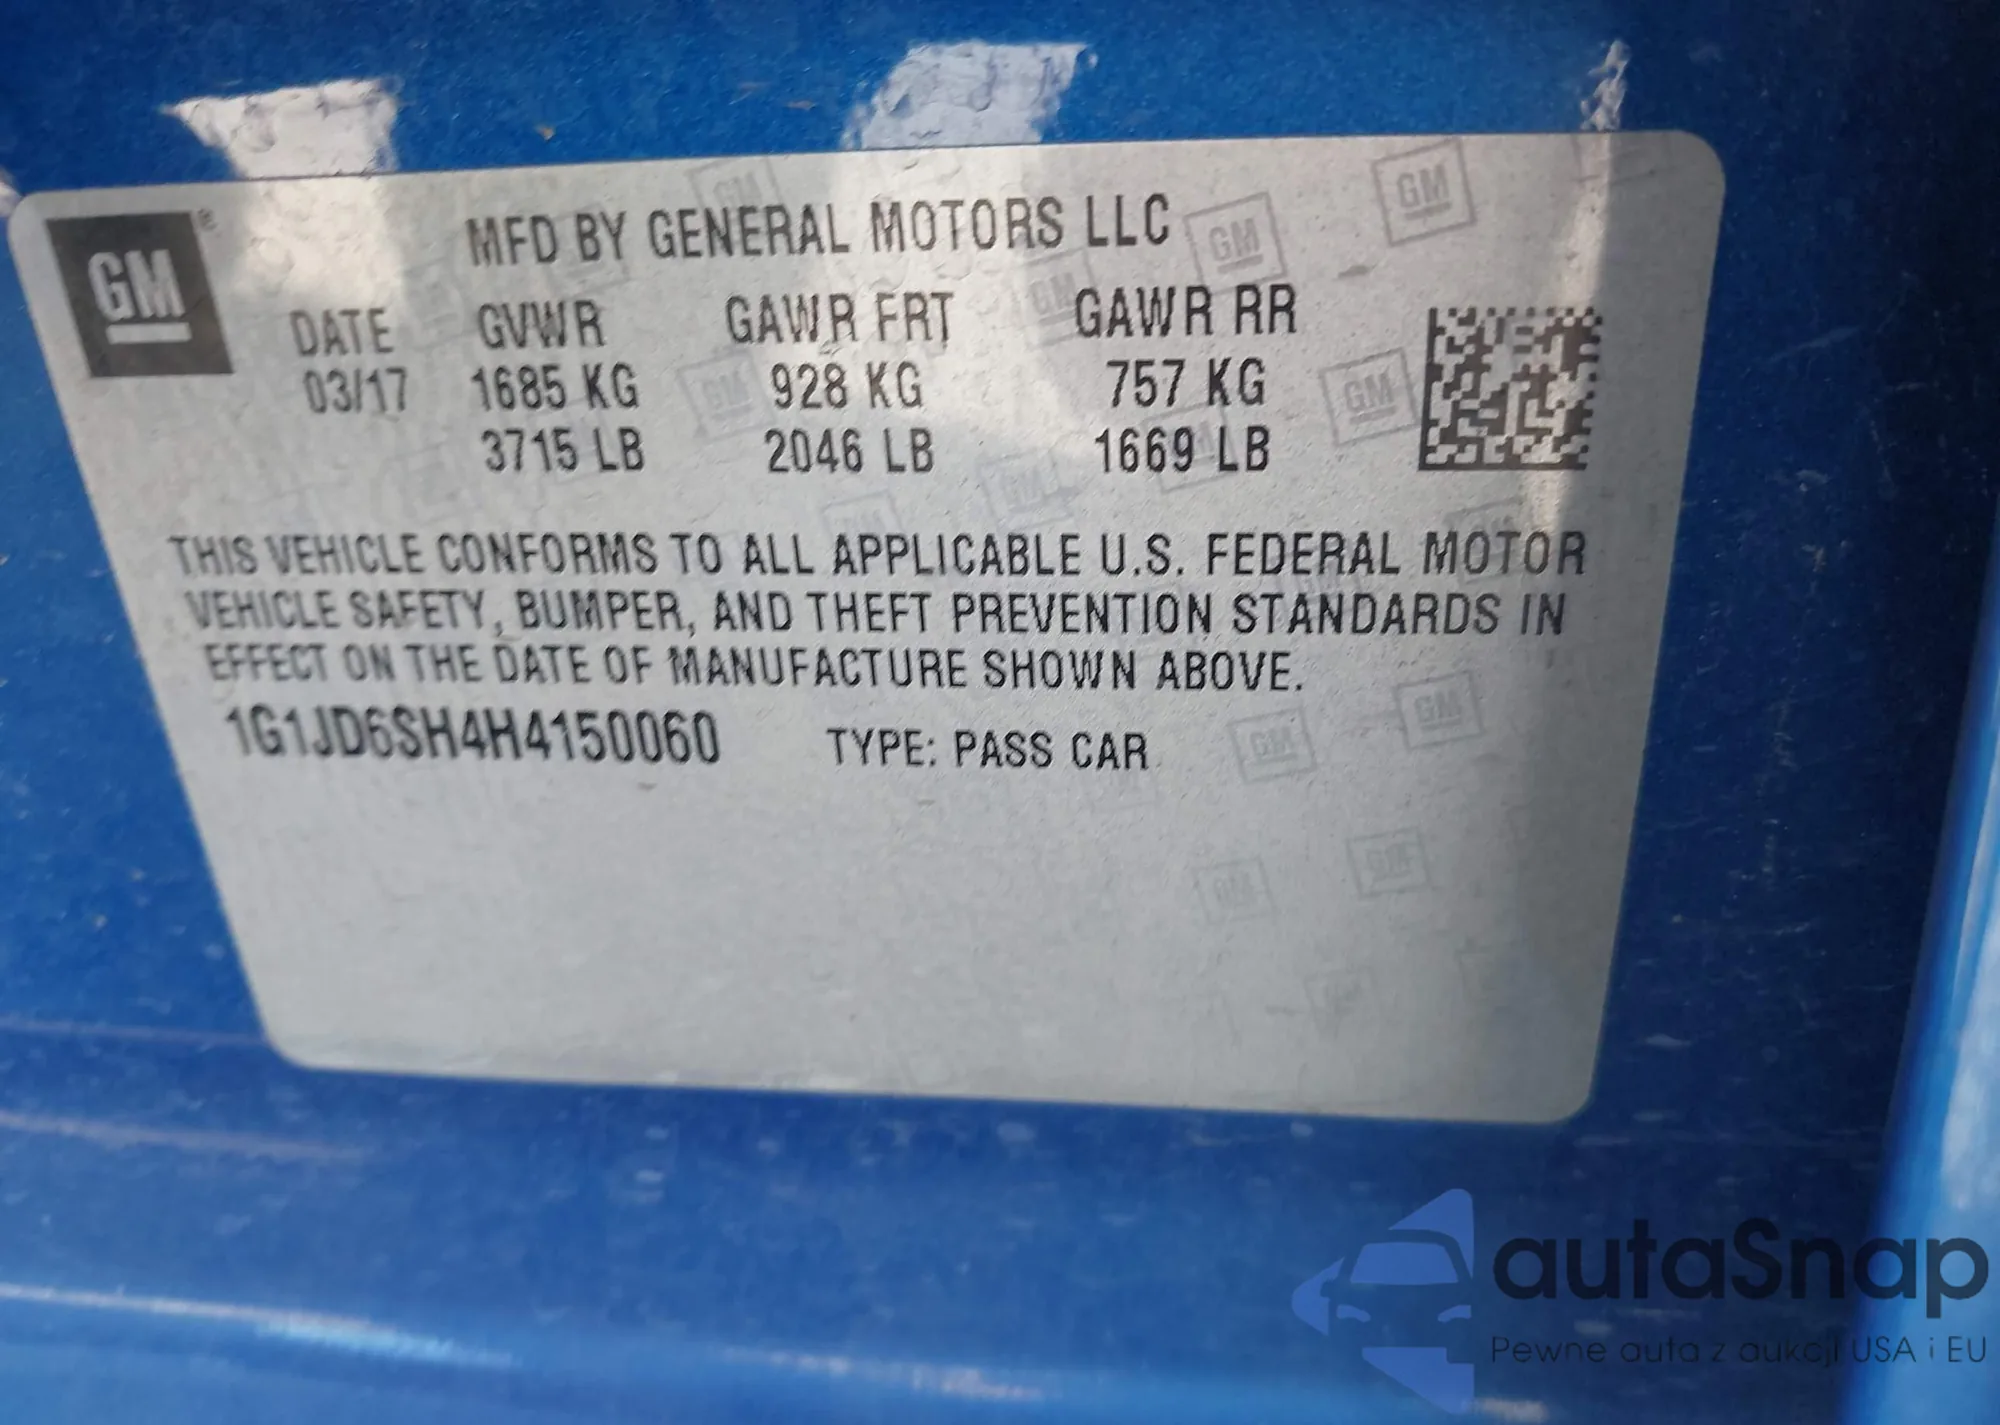 GM ®
MFD BY GENERAL MOTORS LLC
DATE GVWR GAWR FRT GAWR RR
03/17 1685 KG 928 KG 757 KG
3715 LB 2046 LB 1669 LB
THIS VEHICLE CONFORMS TO ALL APPLICABLE U.S. FEDERAL MOTOR
VEHICLE SAFETY, BUMPER, AND THEFT PREVENTION STANDARDS IN
EFFECT ON THE DATE OF MANUFACTURE SHOWN ABOVE.
1G1JD6SH4H4150060 TYPE: PASS CAR
autaSnap
Pewne auta z aukcji USA i EU